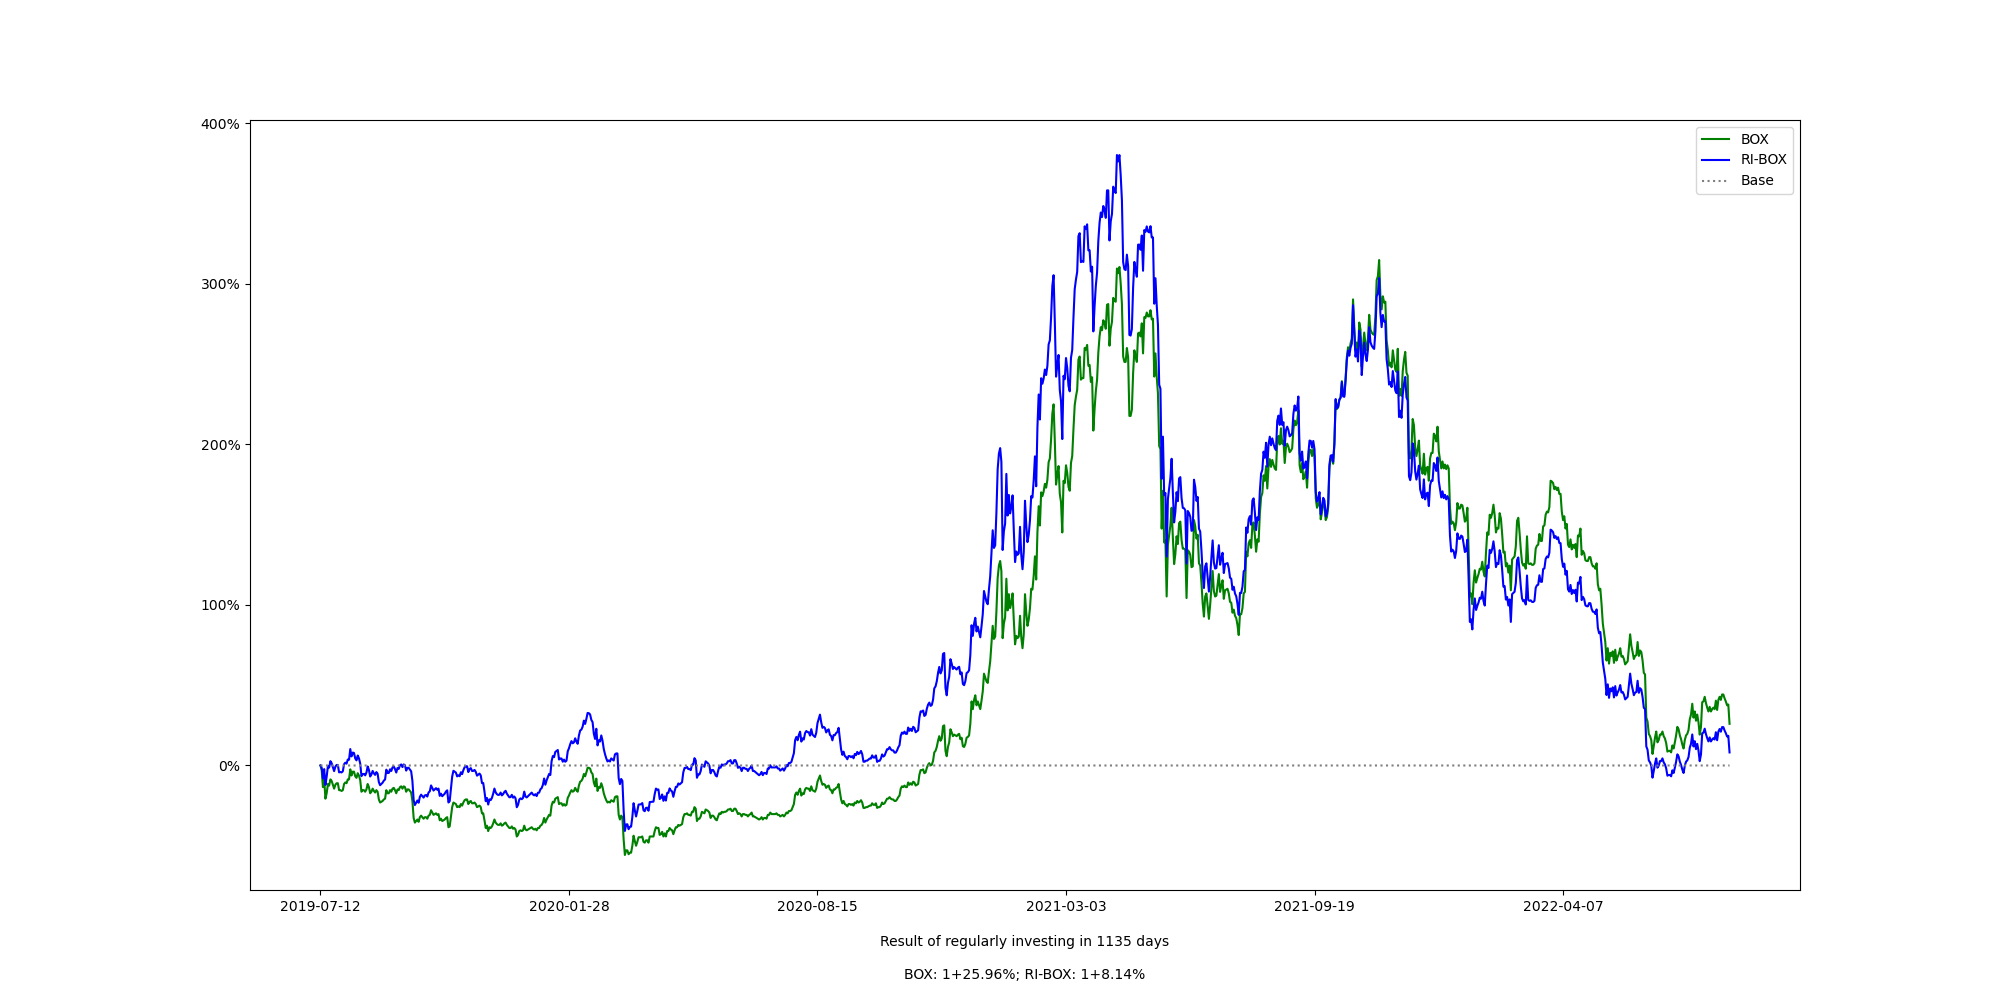 400%
300%
200%
100%
0%
BOX
RI-BOX
Base
2019-07-12
2020-01-28
2020-08-15
2021-03-03
2021-09-19
2022-04-07
Result of regularly investing in 1135 days
BOX: 1+25.96%; RI-BOX: 1+8.14%